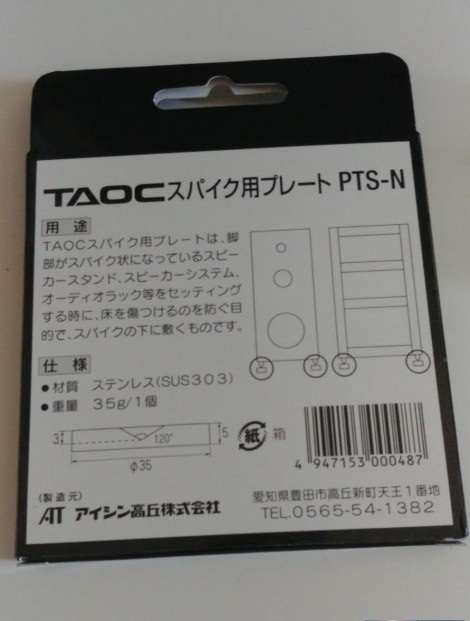 TAOCスパイク用プレート PTS-N
用途
TAOCスパイク用プレートは、脚
部がスパイク状になっているスピー
カースタンド、スピーカーシステム、
オーディオラック等をセッティング
する時に、床を傷つけるのを防ぐ目
的で、スパイクの下に敷くものです。
仕様
●材質 ステンレス(SUS303)
●重量 35g/1個
3 120° 5
φ35
紙 箱
4 947153 000487
(製造元)
AT アイシン高丘株式会社
愛知県豊田市高丘新町天王1番地
TEL.0565-54-1382